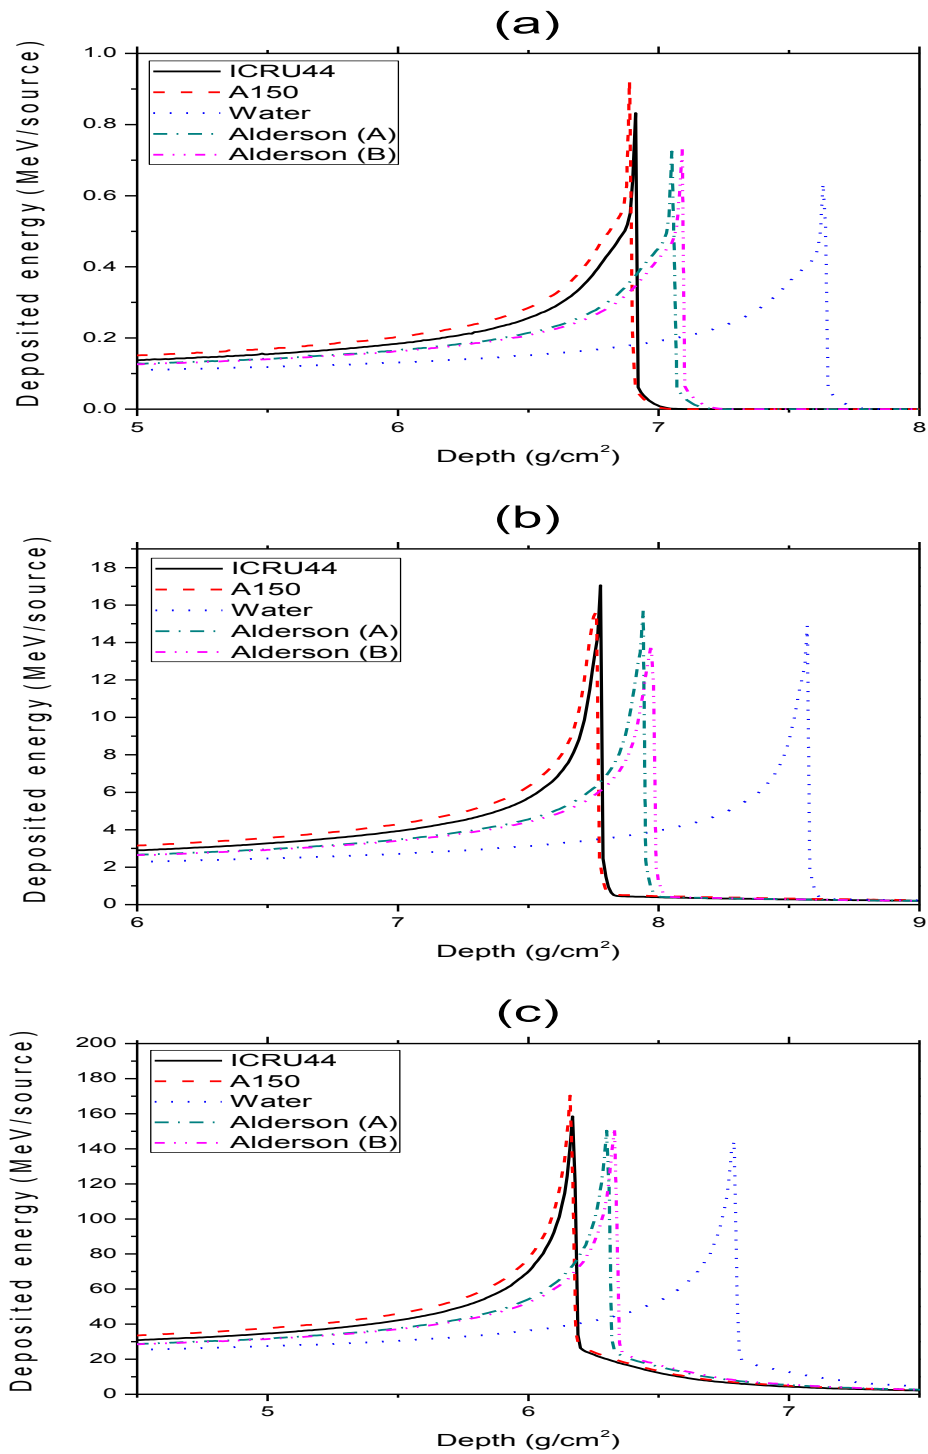 (a)
Deposited energy (MeV/source)
1.0
0.8
0.6
0.4
0.2
0.0
ICRU44
A150
Water
Alderson (A)
Alderson (B)
5
6
7
8
Depth (g/cm²)
(b)
Deposited energy (MeV/source)
18
16
14
12
10
8
6
4
2
0
ICRU44
A150
Water
Alderson (A)
Alderson (B)
6
7
8
9
Depth (g/cm²)
(c)
Deposited energy (MeV/source)
200
180
160
140
120
100
80
60
40
20
0
ICRU44
A150
Water
Alderson (A)
Alderson (B)
5
6
7
Depth (g/cm²)